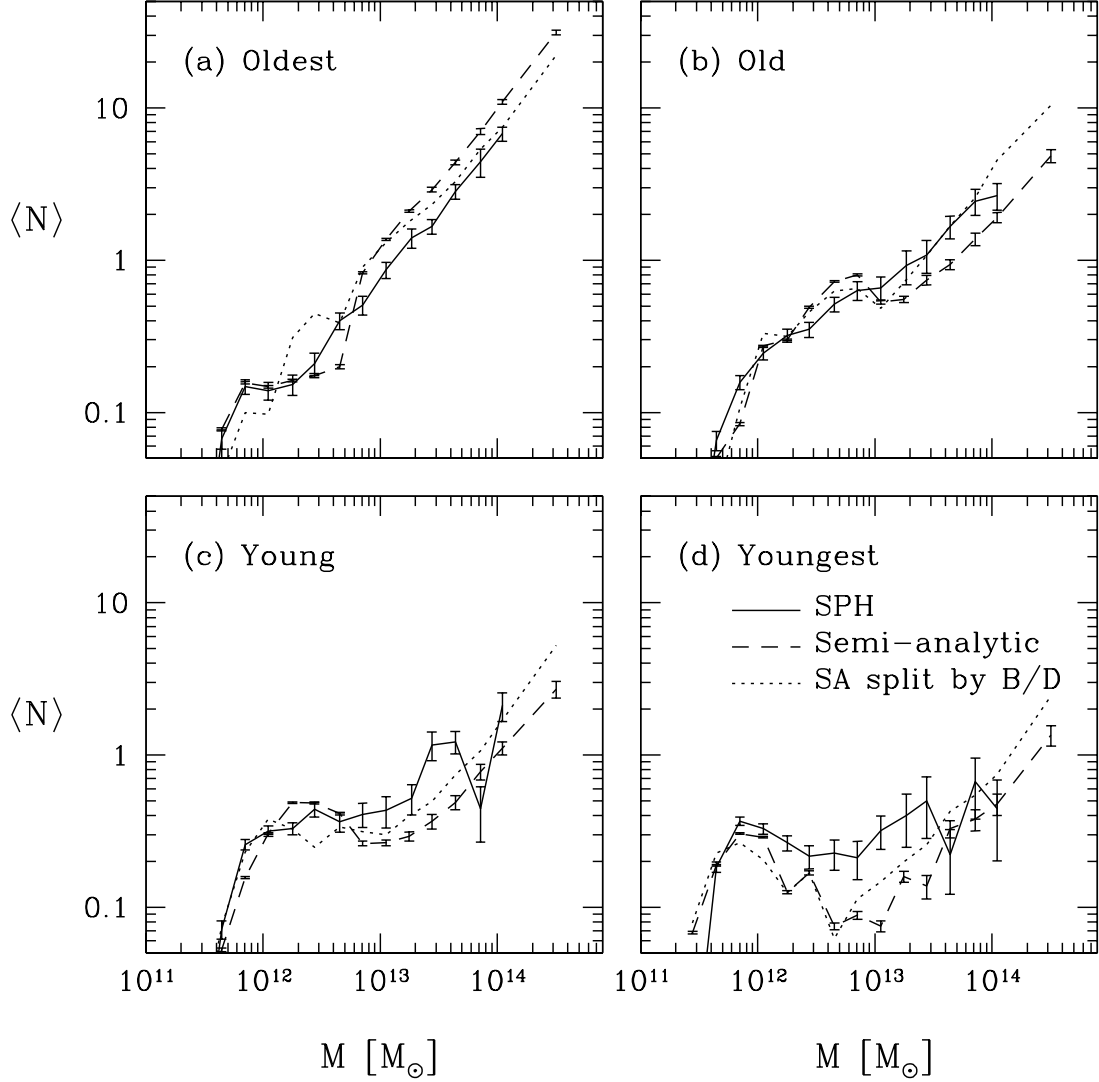 (a) Oldest
(b) Old
10
1
0.1
⟨N⟩
(c) Young
(d) Youngest
SPH
Semi-analytic
SA split by B/D
10
1
0.1
⟨N⟩
10¹¹ 10¹² 10¹³ 10¹⁴
10¹¹ 10¹² 10¹³ 10¹⁴
M [M⊙]
M [M⊙]